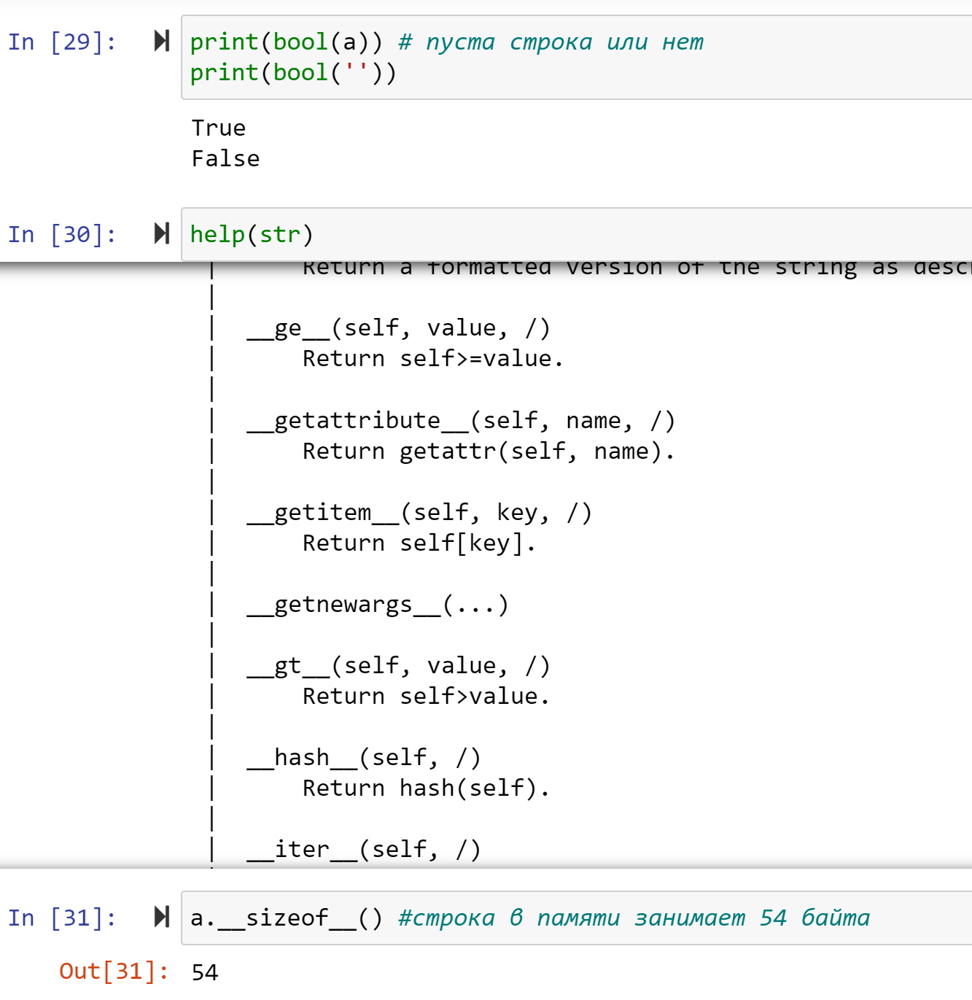 In [29]: print(bool(a)) # пуста строка или нет
print(bool(''))
True
False
In [30]: help(str)
| Return a formatted version of the string as desc
|
| __ge__(self, value, /)
| Return self>=value.
|
| __getattribute__(self, name, /)
| Return getattr(self, name).
|
| __getitem__(self, key, /)
| Return self[key].
|
| __getnewargs__(...)
|
| __gt__(self, value, /)
| Return self>value.
|
| __hash__(self, /)
| Return hash(self).
|
| __iter__(self, /)
In [31]: a.__sizeof__() #строка в памяти занимает 54 байта
Out[31]: 54